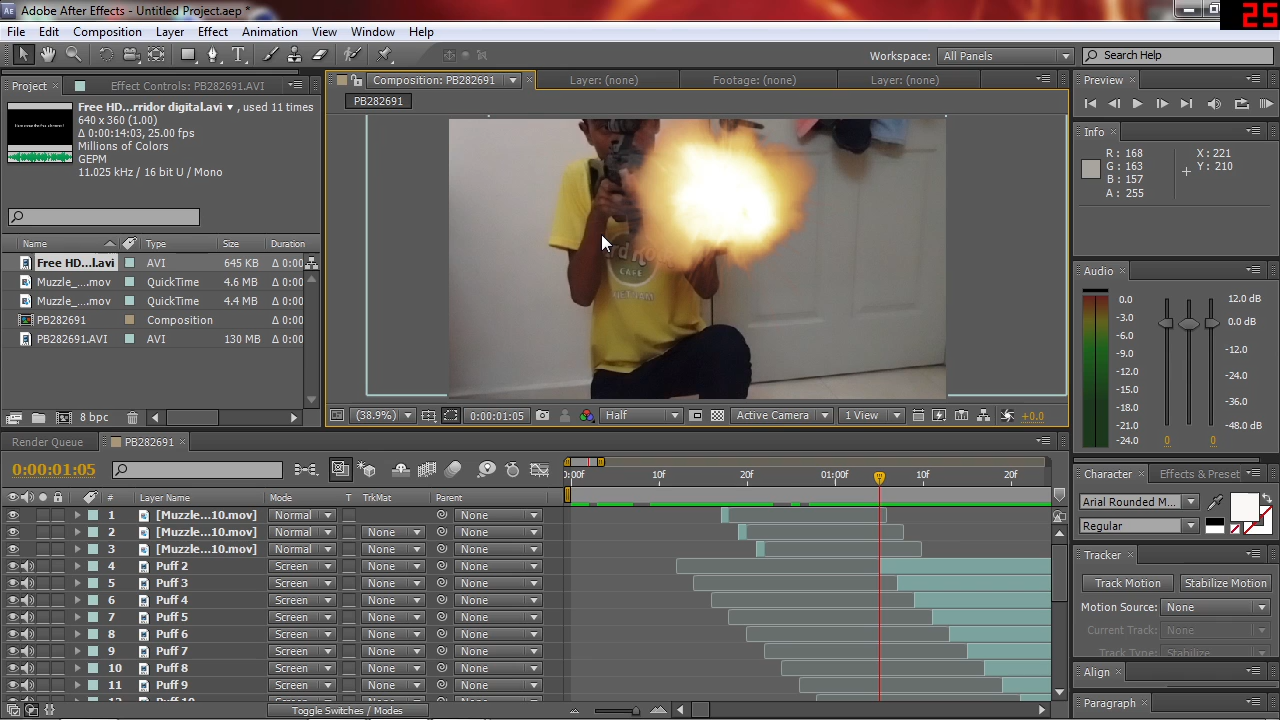 Adobe After Effects - Untitled Project.aep *
25
File Edit Composition Layer Effect Animation View Window Help
Workspace: All Panels Search Help
Project Effect Controls: PB282691.AVI
Composition: PB282691 Layer: (none) Footage: (none) Layer: (none)
Preview
PB282691
Free HD...rridor digital.avi , used 11 times
640 x 360 (1.00)
Δ 0:00:14:03, 25.00 fps
Millions of Colors
GEPM
11.025 kHz / 16 bit U / Mono
Info
R: 168 X: 221
G: 163 Y: 210
B: 157
A: 255
Name Type Size Duration
Free HD...l.avi AVI 645 KB Δ 0:00
Muzzle_....mov QuickTime 4.6 MB Δ 0:00
Muzzle_....mov QuickTime 4.4 MB Δ 0:00
PB282691 Composition Δ 0:00
PB282691.AVI AVI 130 MB Δ 0:00
CAFE
Audio
0.0 12.0 dB
-3.0 0.0 dB
-6.0
-9.0 -12.0
-12.0 -24.0
-15.0
-18.0 -36.0
-21.0
-24.0 -48.0 dB
0 0
8 bpc
(38.9%) 0:00:01:05 Half Active Camera 1 View +0.0
Render Queue PB282691
0:00:01:05
0:00f 10f 20f 01:00f 10f 20f
# Layer Name Mode T TrkMat Parent
1 [Muzzle...10.mov] Normal None
2 [Muzzle...10.mov] Normal None None
3 [Muzzle...10.mov] Normal None None
4 Puff 2 Screen None None
5 Puff 3 Screen None None
6 Puff 4 Screen None None
7 Puff 5 Screen None None
8 Puff 6 Screen None None
9 Puff 7 Screen None None
10 Puff 8 Screen None None
11 Puff 9 Screen None None
Toggle Switches / Modes
Character Effects & Preset
Arial Rounded M...
Regular
Tracker
Track Motion Stabilize Motion
Motion Source: None
Current Track: None
Track Type: Stabilize
Align
Paragraph